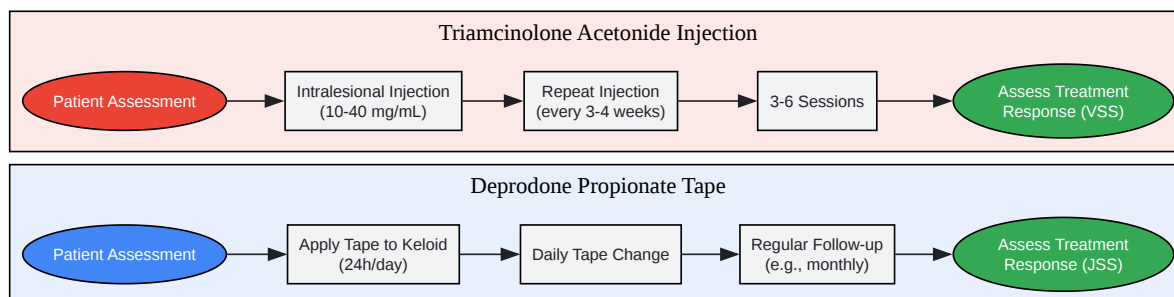 Triamcinolone Acetonide Injection
Patient Assessment
Intralesional Injection
(10-40 mg/mL)
Repeat Injection
(every 3-4 weeks)
3-6 Sessions
Assess Treatment
Response (VSS)
Deprodone Propionate Tape
Patient Assessment
Apply Tape to Keloid
(24h/day)
Daily Tape Change
Regular Follow-up
(e.g., monthly)
Assess Treatment
Response (JSS)